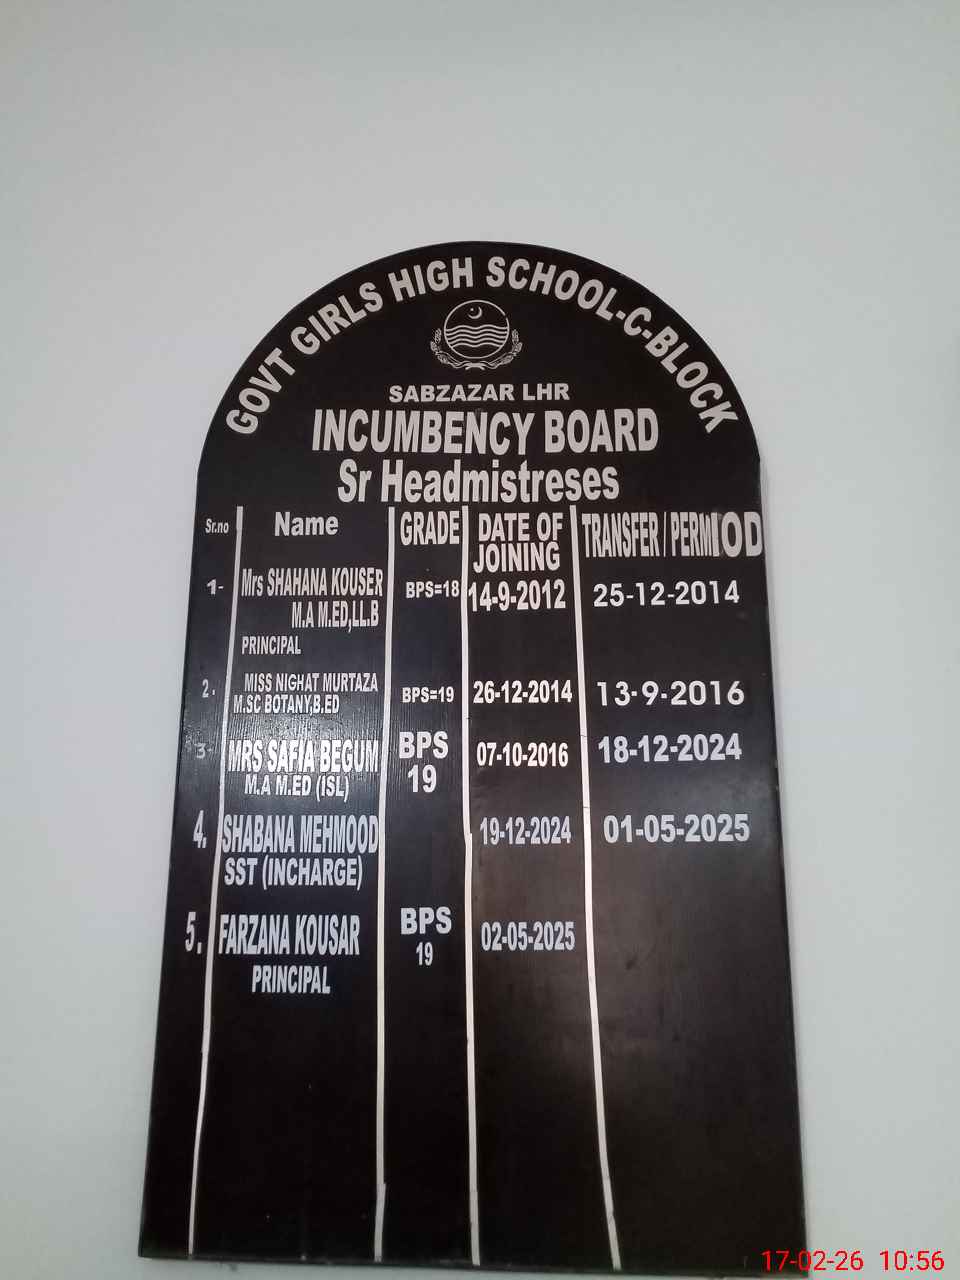 GOVT GIRLS HIGH SCHOOL-C-BLOCK
SABZAZAR LHR
INCUMBENCY BOARD
Sr Headmistreses
Sr.no Name GRADE DATE OF JOINING TRANSFER / PERMIOD
1- Mrs SHAHANA KOUSER BPS=18 14-9-2012 25-12-2014
M.A M.ED,LL.B
PRINCIPAL
2. MISS NIGHAT MURTAZA BPS=19 26-12-2014 13-9-2016
M.SC BOTANY,B.ED
3- MRS SAFIA BEGUM BPS 19 07-10-2016 18-12-2024
M.A M.ED (ISL)
4. SHABANA MEHMOOD 19-12-2024 01-05-2025
SST (INCHARGE)
5. FARZANA KOUSAR BPS 19 02-05-2025
PRINCIPAL
17-02-26 10:56